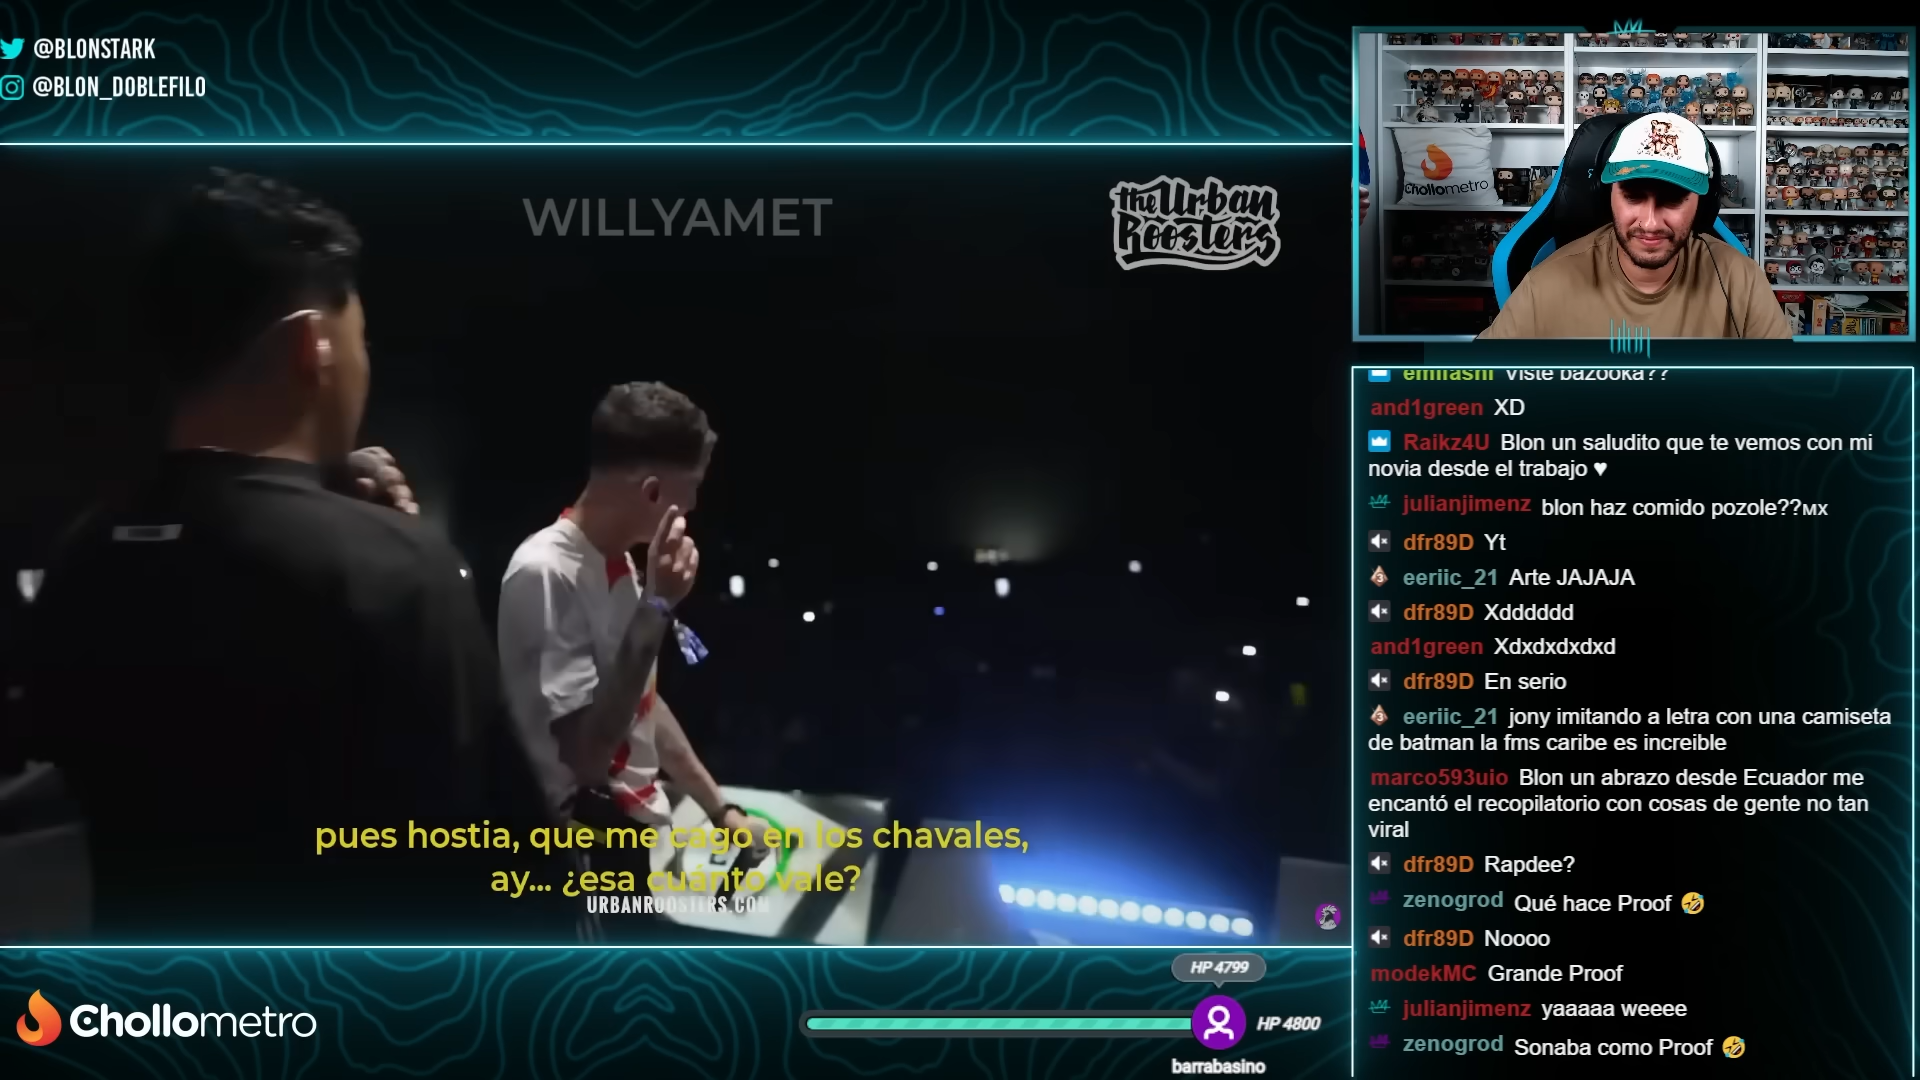 @BLONSTARK
@BLON_DOBLEFILO
WILLYAMET
the Urban
Roosters
pues hostia, que me cago en los chavales,
ay... ¿esa cuánto vale?
URBANROOSTERS.COM
Chollometro
HP 4799
HP 4800
barrabasino
chollometro
emilashi Viste bazooka??
and1green XD
Raikz4U Blon un saludito que te vemos con mi
novia desde el trabajo ♥
julianjimenz blon haz comido pozole??MX
dfr89D Yt
eeriic_21 Arte JAJAJA
dfr89D Xdddddd
and1green Xdxdxdxdxd
dfr89D En serio
eeriic_21 jony imitando a letra con una camiseta
de batman la fms caribe es increible
marco593uio Blon un abrazo desde Ecuador me
encantó el recopilatorio con cosas de gente no tan
viral
dfr89D Rapdee?
zenogrod Qué hace Proof 🤣
dfr89D Noooo
modekMC Grande Proof
julianjimenz yaaaaa weeee
zenogrod Sonaba como Proof 🤣